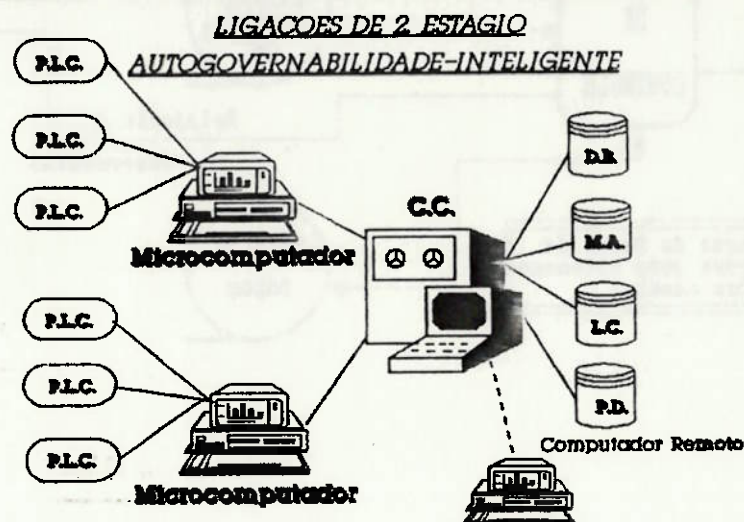 LIGACOES DE 2 ESTAGIO
AUTOGOVERNABILIDADE-INTELIGENTE
P.L.C.
P.L.C.
P.L.C.
Microcomputador
C.C.
D.B.
M.A.
L.C.
P.D.
P.L.C.
P.L.C.
P.L.C.
Microcomputador
Computador Remoto